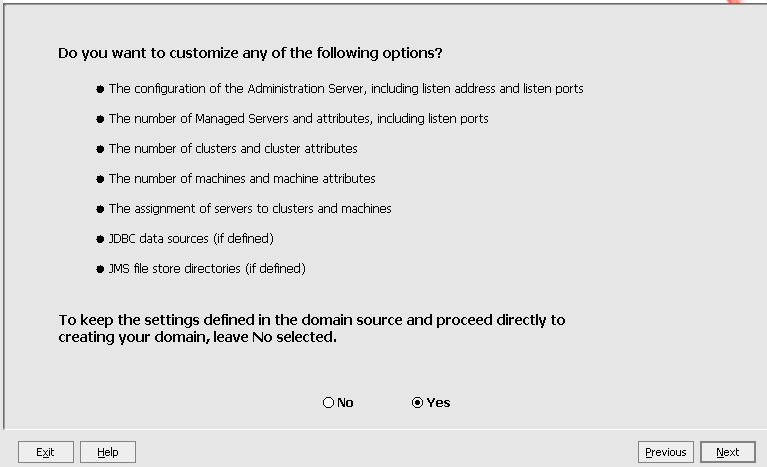 Do you want to customize any of the following options?
The configuration of the Administration Server, including listen address and listen ports
The number of Managed Servers and attributes, including listen ports
The number of clusters and cluster attributes
The number of machines and machine attributes
The assignment of servers to clusters and machines
JDBC data sources (if defined)
JMS file store directories (if defined)
To keep the settings defined in the domain source and proceed directly to
creating your domain, leave No selected.
No Yes
Exit Help Previous Next